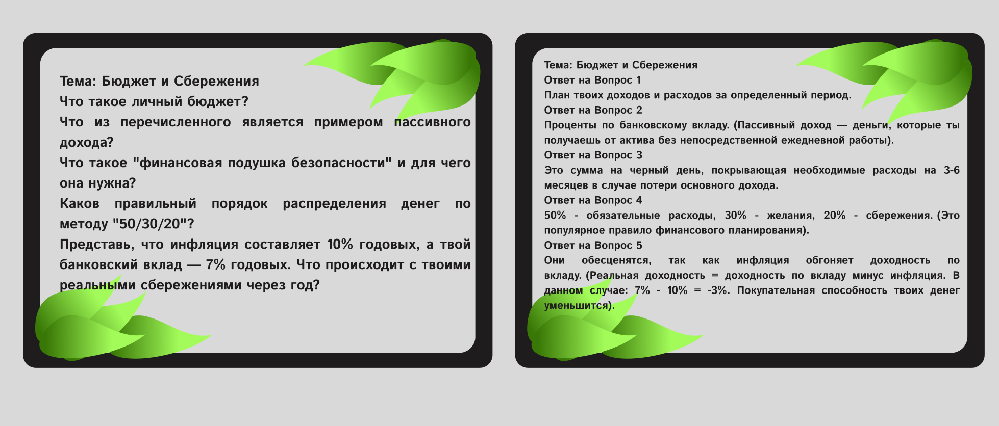 Тема: Бюджет и Сбережения
Что такое личный бюджет?
Что из перечисленного является примером пассивного
дохода?
Что такое "финансовая подушка безопасности" и для чего
она нужна?
Каков правильный порядок распределения денег по
методу "50/30/20"?
Представь, что инфляция составляет 10% годовых, а твой
банковский вклад — 7% годовых. Что происходит с твоими
реальными сбережениями через год?
Тема: Бюджет и Сбережения
Ответ на Вопрос 1
План твоих доходов и расходов за определенный период.
Ответ на Вопрос 2
Проценты по банковскому вкладу. (Пассивный доход — деньги, которые ты
получаешь от актива без непосредственной ежедневной работы).
Ответ на Вопрос 3
Это сумма на черный день, покрывающая необходимые расходы на 3-6
месяцев в случае потери основного дохода.
Ответ на Вопрос 4
50% - обязательные расходы, 30% - желания, 20% - сбережения. (Это
популярное правило финансового планирования).
Ответ на Вопрос 5
Они обесценятся, так как инфляция обгоняет доходность по
вкладу. (Реальная доходность = доходность по вкладу минус инфляция. В
данном случае: 7% - 10% = -3%. Покупательная способность твоих денег
уменьшится).